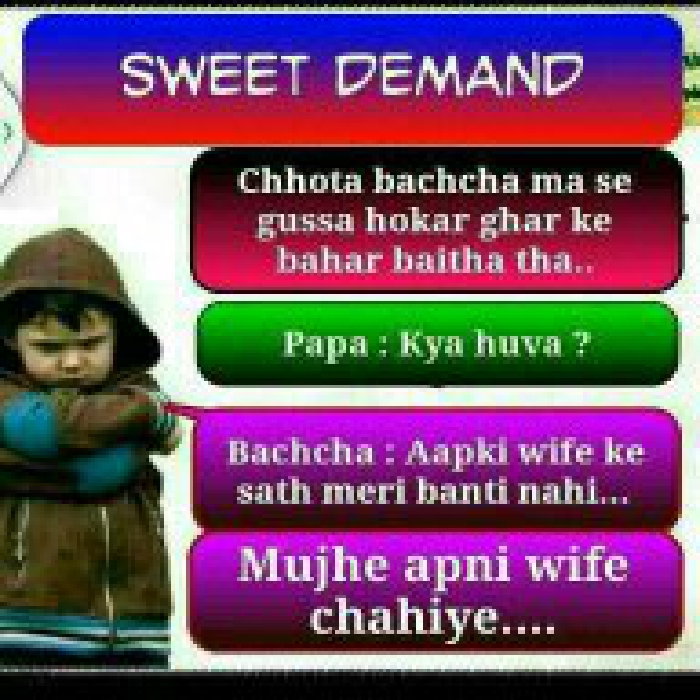 SWEET DEMAND
Chhota bachcha ma se
gussa hokar ghar ke
bahar baitha tha..
Papa : Kya huva ?
Bachcha : Aapki wife ke
sath meri banti nahi...
Mujhe apni wife
chahiye....